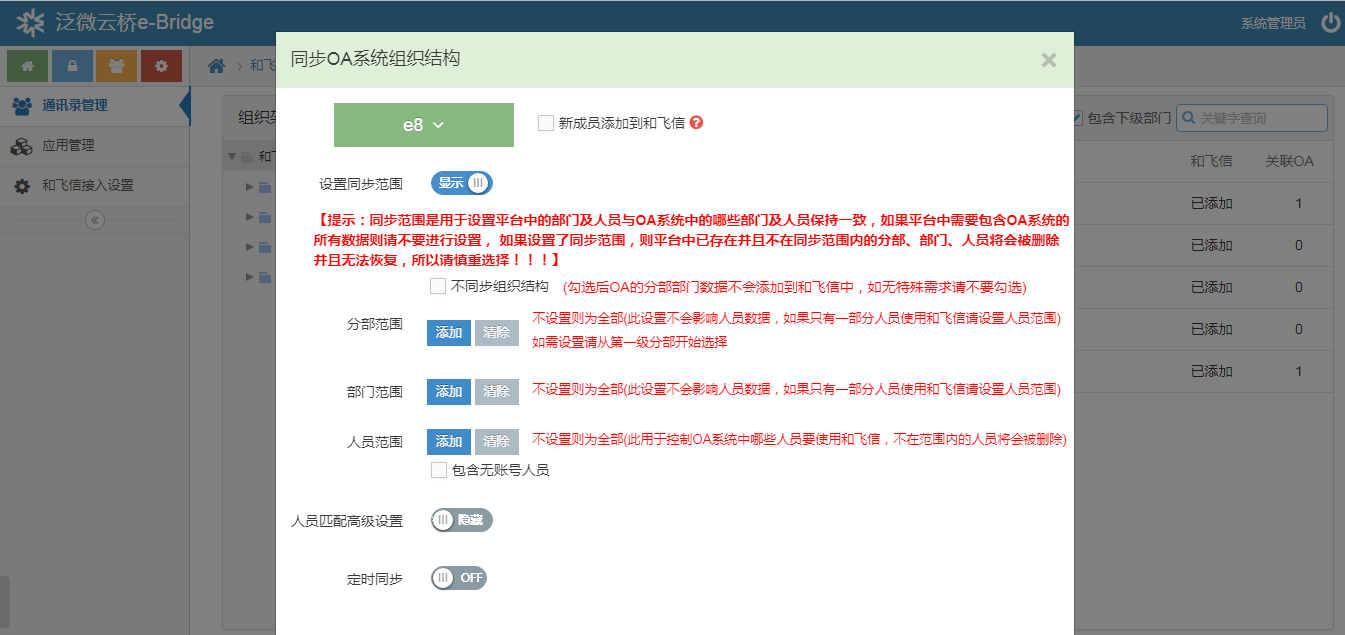 泛微云桥e-Bridge
系统管理员
同步OA系统组织结构
和飞
通讯录管理
应用管理
和飞信接入设置
组织架
包含下级部门
关键字查询
和飞信
关联OA
已添加 1
已添加 0
已添加 0
已添加 0
已添加 1
e8
新成员添加到和飞信
设置同步范围
显示
【提示：同步范围是用于设置平台中的部门及人员与OA系统中的哪些部门及人员保持一致，如果平台中需要包含OA系统的
所有数据则请不要进行设置， 如果设置了同步范围，则平台中已存在并且不在同步范围内的分部、部门、人员将会被删除
并且无法恢复，所以请慎重选择！！！】
不同步组织结构 (勾选后OA的分部部门数据不会添加到和飞信中，如无特殊需求请不要勾选)
分部范围
添加 清除
不设置则为全部(此设置不会影响人员数据，如果只有一部分人员使用和飞信请设置人员范围)
如需设置请从第一级分部开始选择
部门范围
添加 清除
不设置则为全部(此设置不会影响人员数据，如果只有一部分人员使用和飞信请设置人员范围)
人员范围
添加 清除
不设置则为全部(此用于控制OA系统中哪些人员要使用和飞信，不在范围内的人员将会被删除)
包含无账号人员
人员匹配高级设置
隐藏
定时同步
OFF